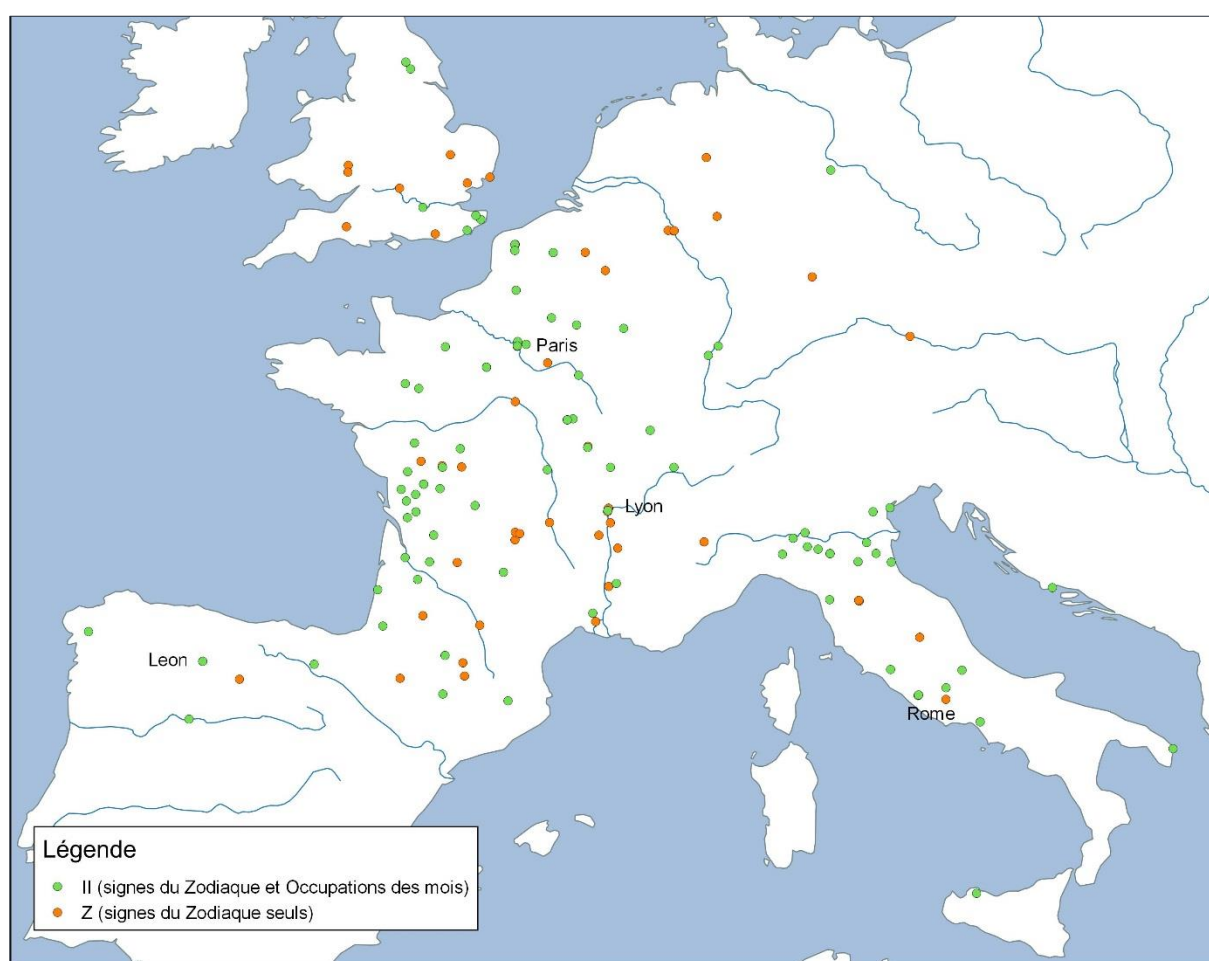 Paris
Lyon
Leon
Rome
Légende
II (signes du Zodiaque et Occupations des mois)
Z (signes du Zodiaque seuls)